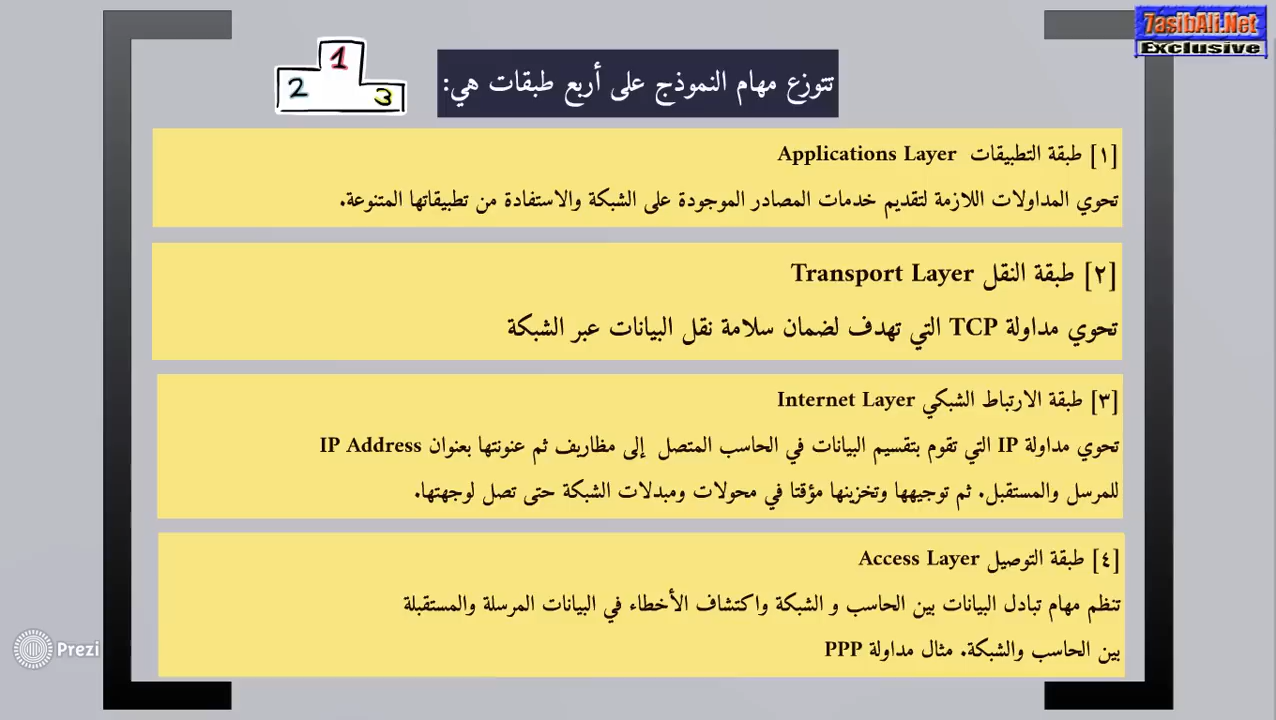 7asibAli.Net
Exclusive
1
2
3
تتوزع مهام النموذج على أربع طبقات هي:
[١] طبقة التطبيقات Applications Layer
تحوي المداولات اللازمة لتقديم خدمات المصادر الموجودة على الشبكة والاستفادة من تطبيقاتها المتنوعة.
[٢] طبقة النقل Transport Layer
تحوي مداولة TCP التي تهدف لضمان سلامة نقل البيانات عبر الشبكة
[٣] طبقة الارتباط الشبكي Internet Layer
تحوي مداولة IP التي تقوم بتقسيم البيانات في الحاسب المتصل إلى مظاريف ثم عنونتها بعنوان IP Address
للمرسل والمستقبل. ثم توجيهها وتخزينها مؤقتا في محولات ومبدلات الشبكة حتى تصل لوجهتها.
[٤] طبقة التوصيل Access Layer
تنظم مهام تبادل البيانات بين الحاسب و الشبكة واكتشاف الأخطاء في البيانات المرسلة والمستقبلة
بين الحاسب والشبكة. مثال مداولة PPP
Prezi